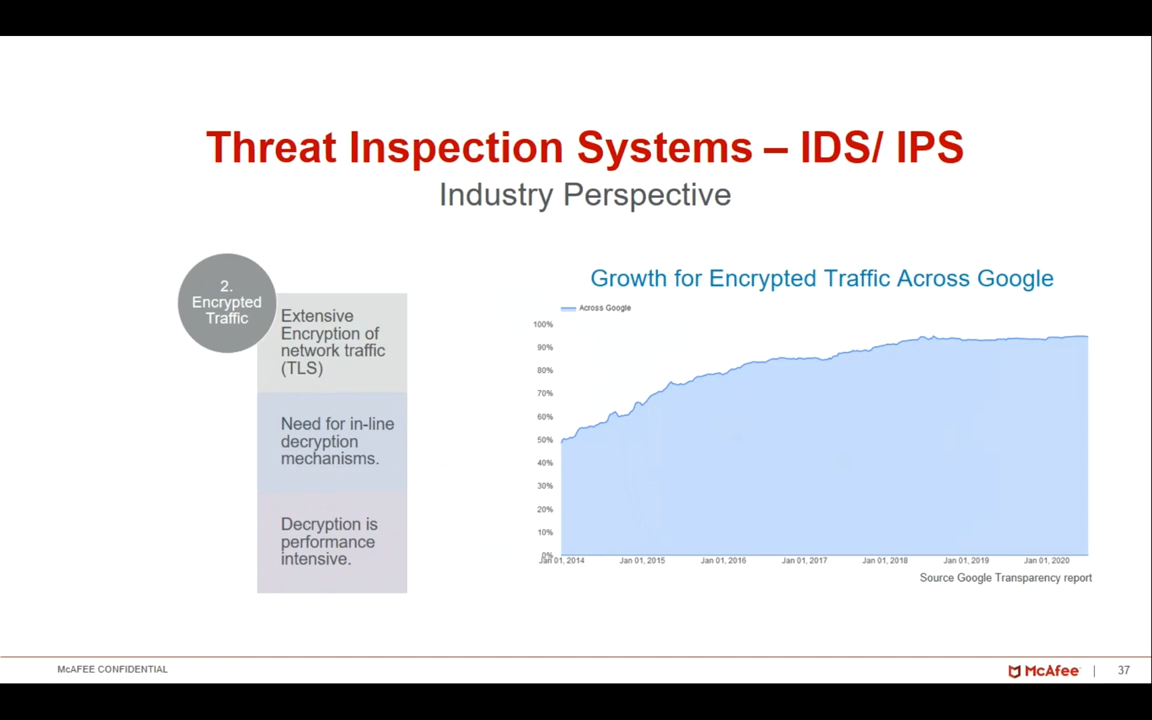 Threat Inspection Systems – IDS/ IPS
Industry Perspective
2.
Encrypted
Traffic
Extensive
Encryption of
network traffic
(TLS)
Need for in-line
decryption
mechanisms.
Decryption is
performance
intensive.
Growth for Encrypted Traffic Across Google
Across Google
100%
90%
80%
70%
60%
50%
40%
30%
20%
10%
0%
Jan 01, 2014 Jan 01, 2015 Jan 01, 2016 Jan 01, 2017 Jan 01, 2018 Jan 01, 2019 Jan 01, 2020
Source Google Transparency report
McAFEE CONFIDENTIAL
McAfee | 37